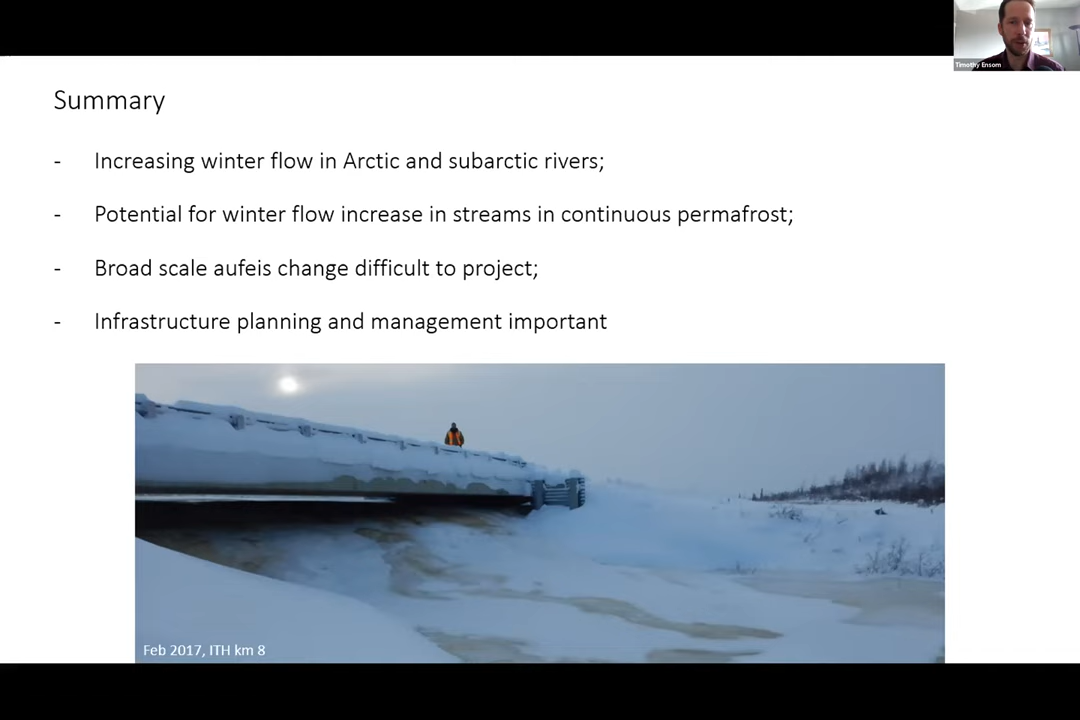 Timothy Ensom
Summary
- Increasing winter flow in Arctic and subarctic rivers;
- Potential for winter flow increase in streams in continuous permafrost;
- Broad scale aufeis change difficult to project;
- Infrastructure planning and management important
Feb 2017, ITH km 8